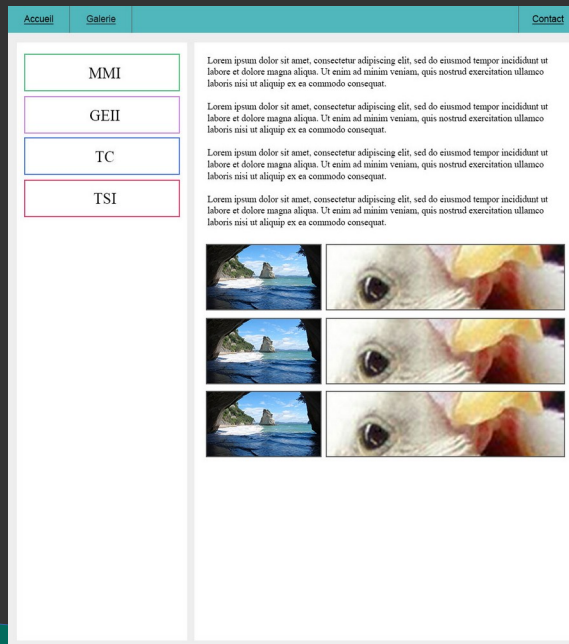 Accueil Galerie Contact
MMI
GEII
TC
TSI
Lorem ipsum dolor sit amet, consectetur adipiscing elit, sed do eiusmod tempor incididunt ut
labore et dolore magna aliqua. Ut enim ad minim veniam, quis nostrud exercitation ullamco
laboris nisi ut aliquip ex ea commodo consequat.
Lorem ipsum dolor sit amet, consectetur adipiscing elit, sed do eiusmod tempor incididunt ut
labore et dolore magna aliqua. Ut enim ad minim veniam, quis nostrud exercitation ullamco
laboris nisi ut aliquip ex ea commodo consequat.
Lorem ipsum dolor sit amet, consectetur adipiscing elit, sed do eiusmod tempor incididunt ut
labore et dolore magna aliqua. Ut enim ad minim veniam, quis nostrud exercitation ullamco
laboris nisi ut aliquip ex ea commodo consequat.
Lorem ipsum dolor sit amet, consectetur adipiscing elit, sed do eiusmod tempor incididunt ut
labore et dolore magna aliqua. Ut enim ad minim veniam, quis nostrud exercitation ullamco
laboris nisi ut aliquip ex ea commodo consequat.